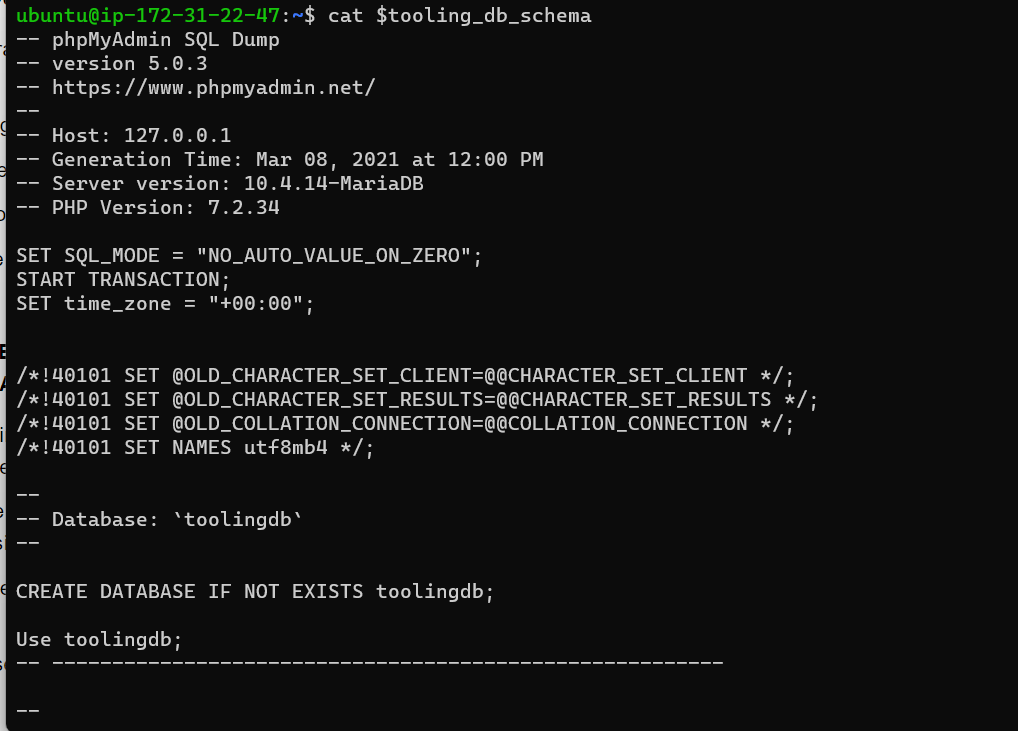 ubuntu@ip-172-31-22-47:~$ cat $tooling_db_schema
-- phpMyAdmin SQL Dump
-- version 5.0.3
-- https://www.phpmyadmin.net/
--
-- Host: 127.0.0.1
-- Generation Time: Mar 08, 2021 at 12:00 PM
-- Server version: 10.4.14-MariaDB
-- PHP Version: 7.2.34

SET SQL_MODE = "NO_AUTO_VALUE_ON_ZERO";
START TRANSACTION;
SET time_zone = "+00:00";


/*!40101 SET @OLD_CHARACTER_SET_CLIENT=@@CHARACTER_SET_CLIENT */;
/*!40101 SET @OLD_CHARACTER_SET_RESULTS=@@CHARACTER_SET_RESULTS */;
/*!40101 SET @OLD_COLLATION_CONNECTION=@@COLLATION_CONNECTION */;
/*!40101 SET NAMES utf8mb4 */;

--
-- Database: `toolingdb`
--

CREATE DATABASE IF NOT EXISTS toolingdb;

Use toolingdb;
-- --------------------------------------------------------

--